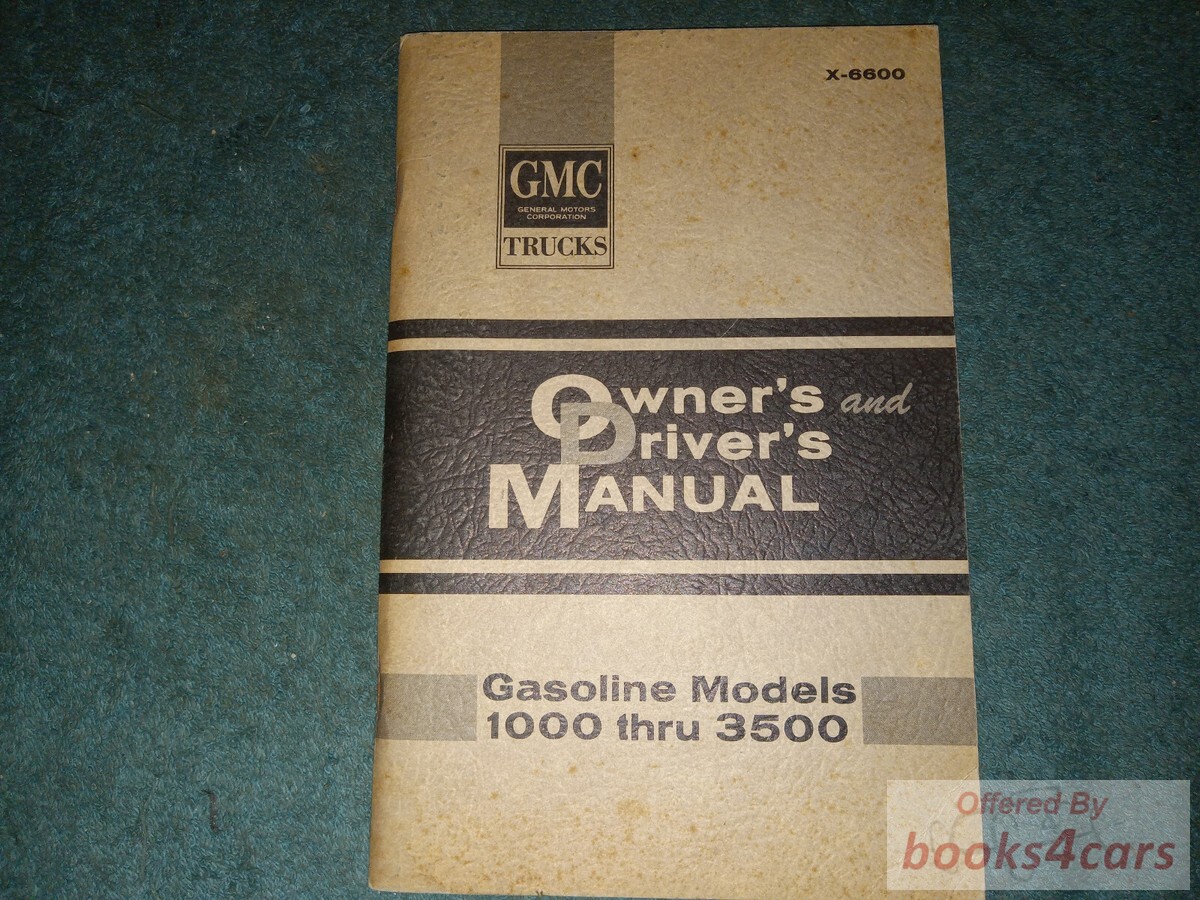 X-6600
GMC
GENERAL MOTORS
CORPORATION
TRUCKS
Owner's and
Driver's
MANUAL
Gasoline Models
1000 thru 3500
Offered By
books4cars